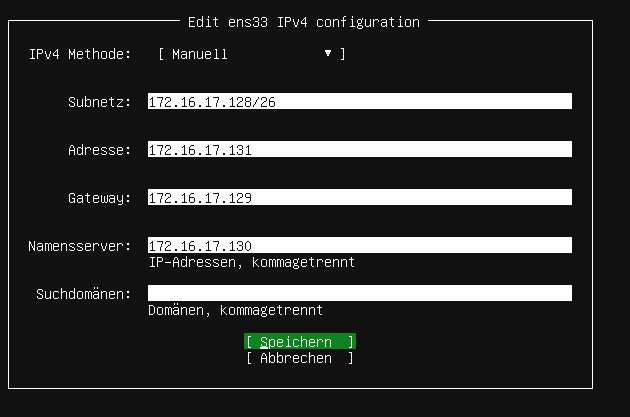 Edit ens33 IPv4 configuration
IPv4 Methode: [ Manuell ▼ ]
Subnetz: 172.16.17.128/26
Adresse: 172.16.17.131
Gateway: 172.16.17.129
Namensserver: 172.16.17.130
IP-Adressen, kommagetrennt
Suchdomänen:
Domänen, kommagetrennt
[ Speichern ]
[ Abbrechen ]